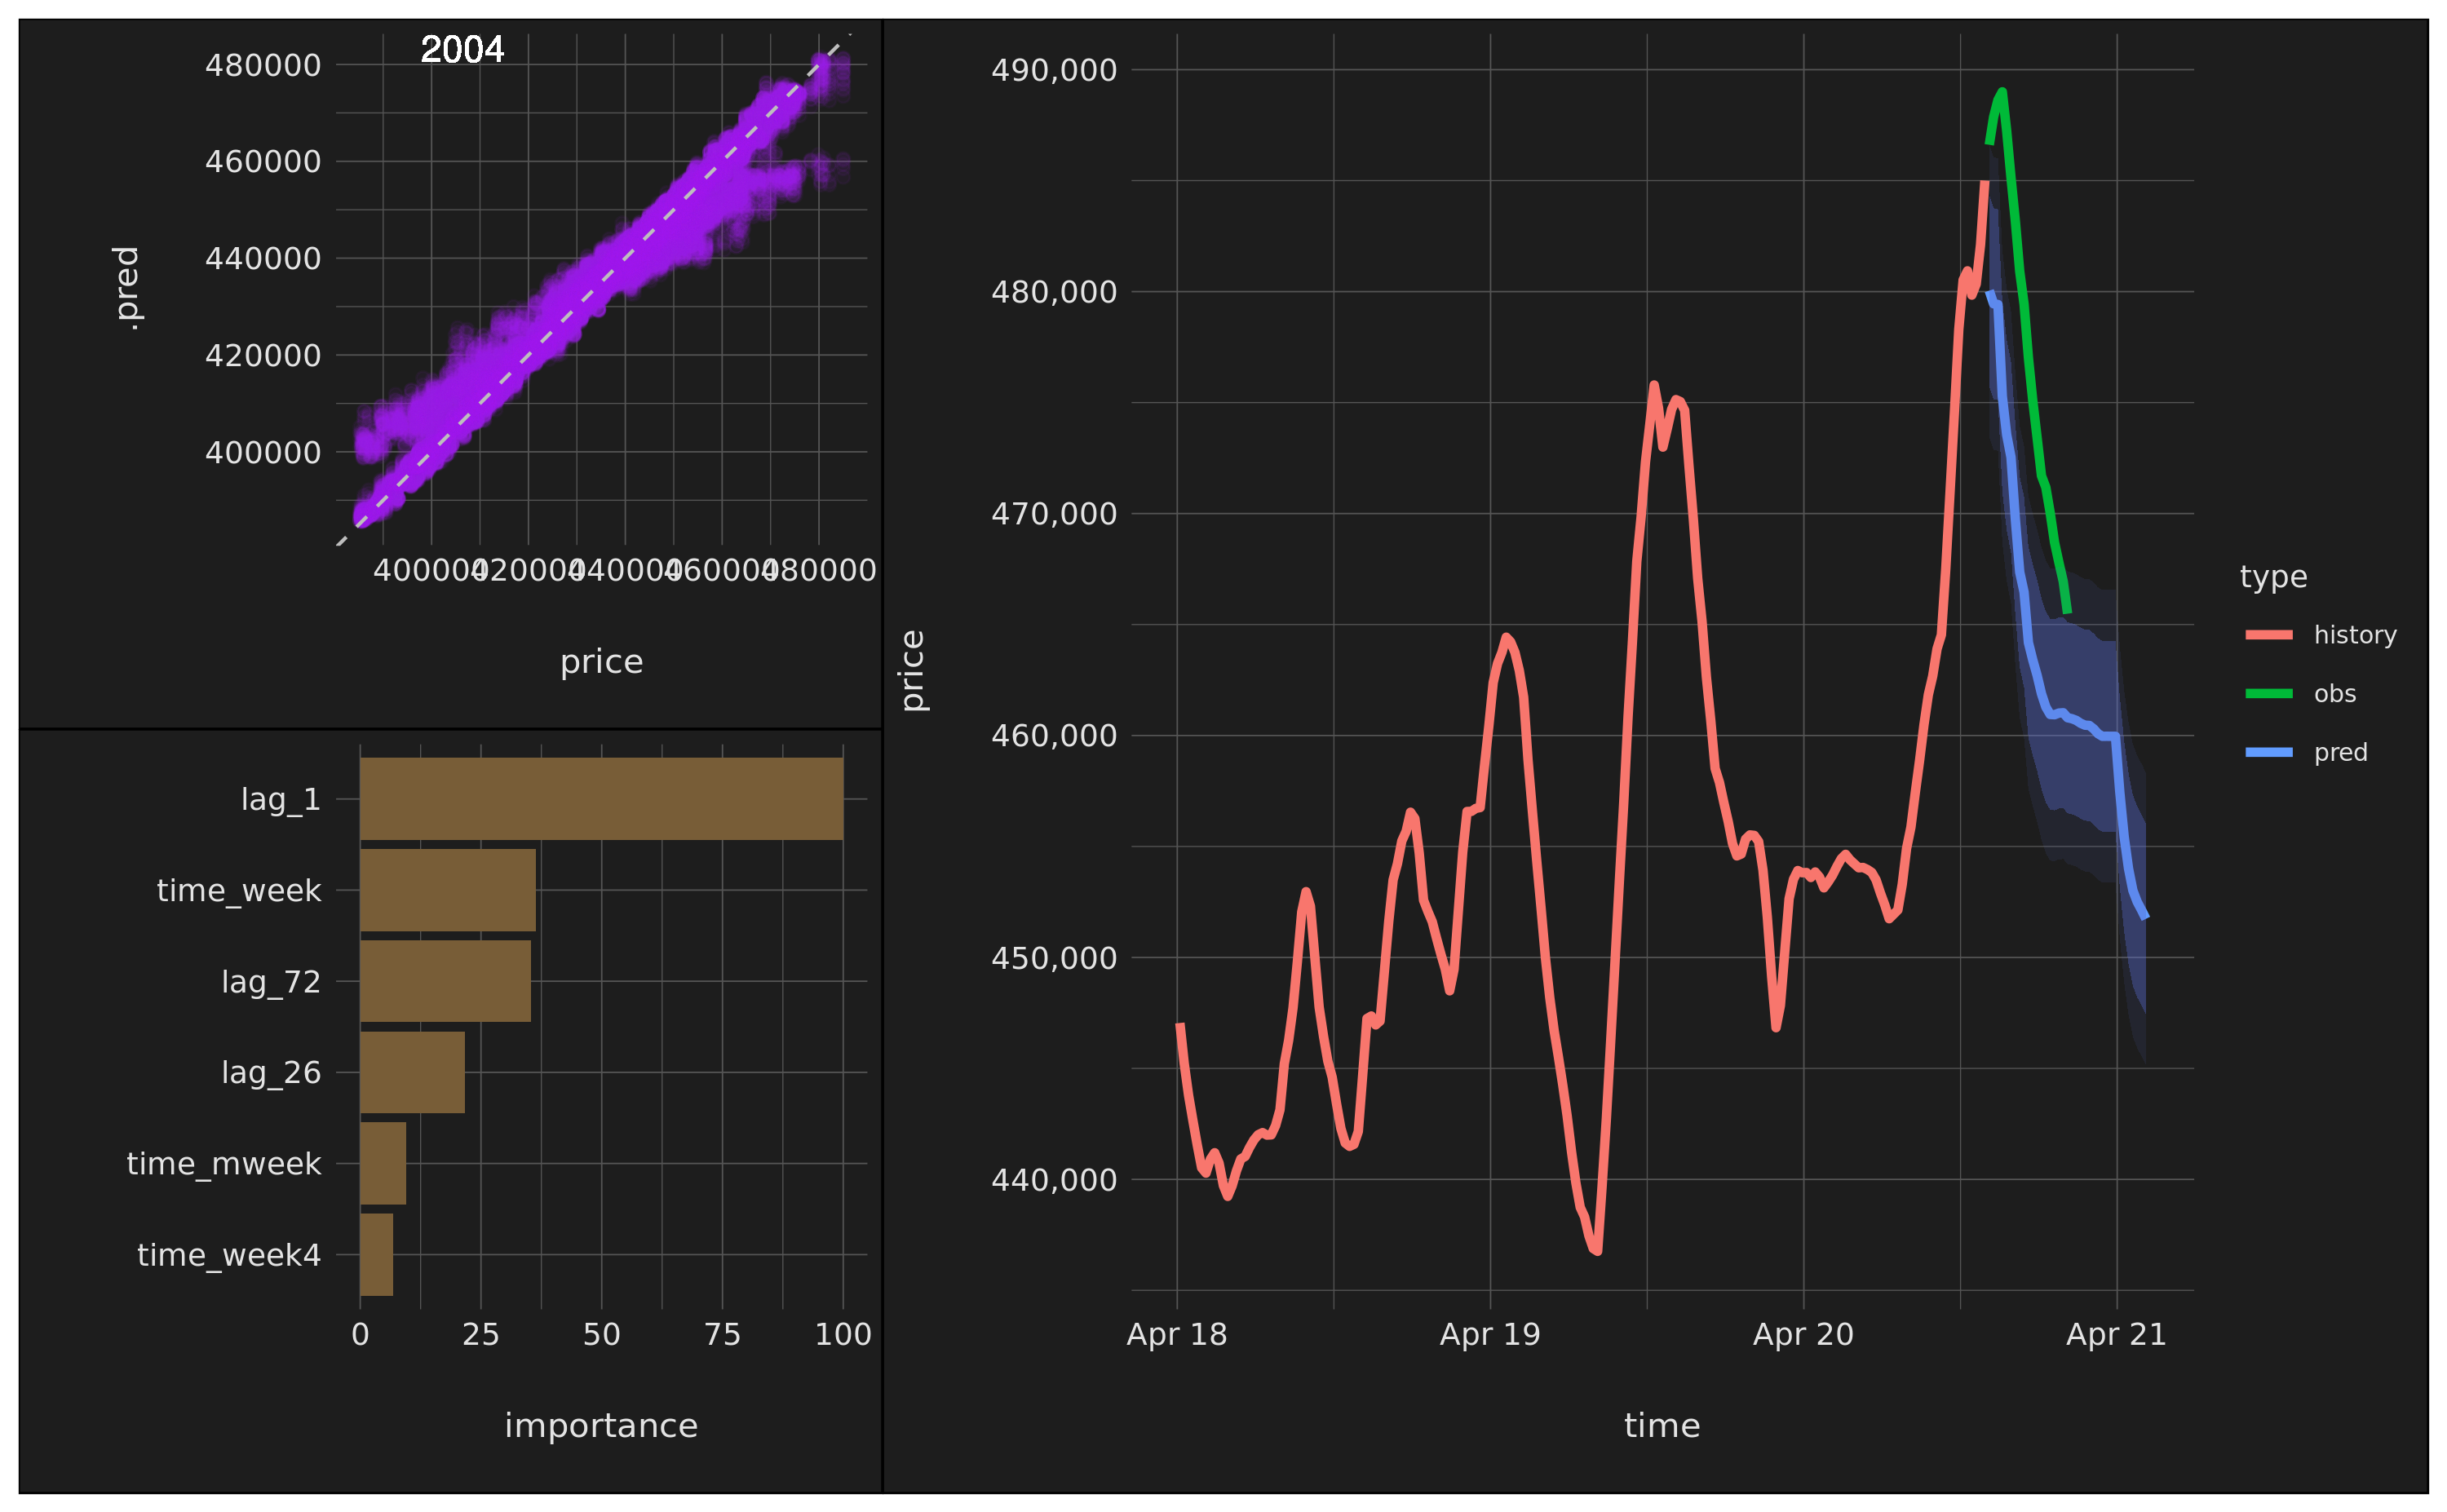 2004
480000
460000
440000
420000
400000
.pred
400000 420000 440000 460000 480000
price
lag_1
time_week
lag_72
lag_26
time_mweek
time_week4
0 25 50 75 100
importance
490,000
480,000
470,000
460,000
450,000
440,000
price
Apr 18 Apr 19 Apr 20 Apr 21
time
type
history
obs
pred